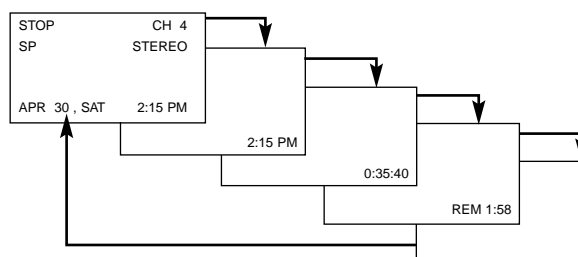 STOP CH 4
SP STEREO
APR 30 , SAT 2:15 PM
2:15 PM
0:35:40
REM 1:58